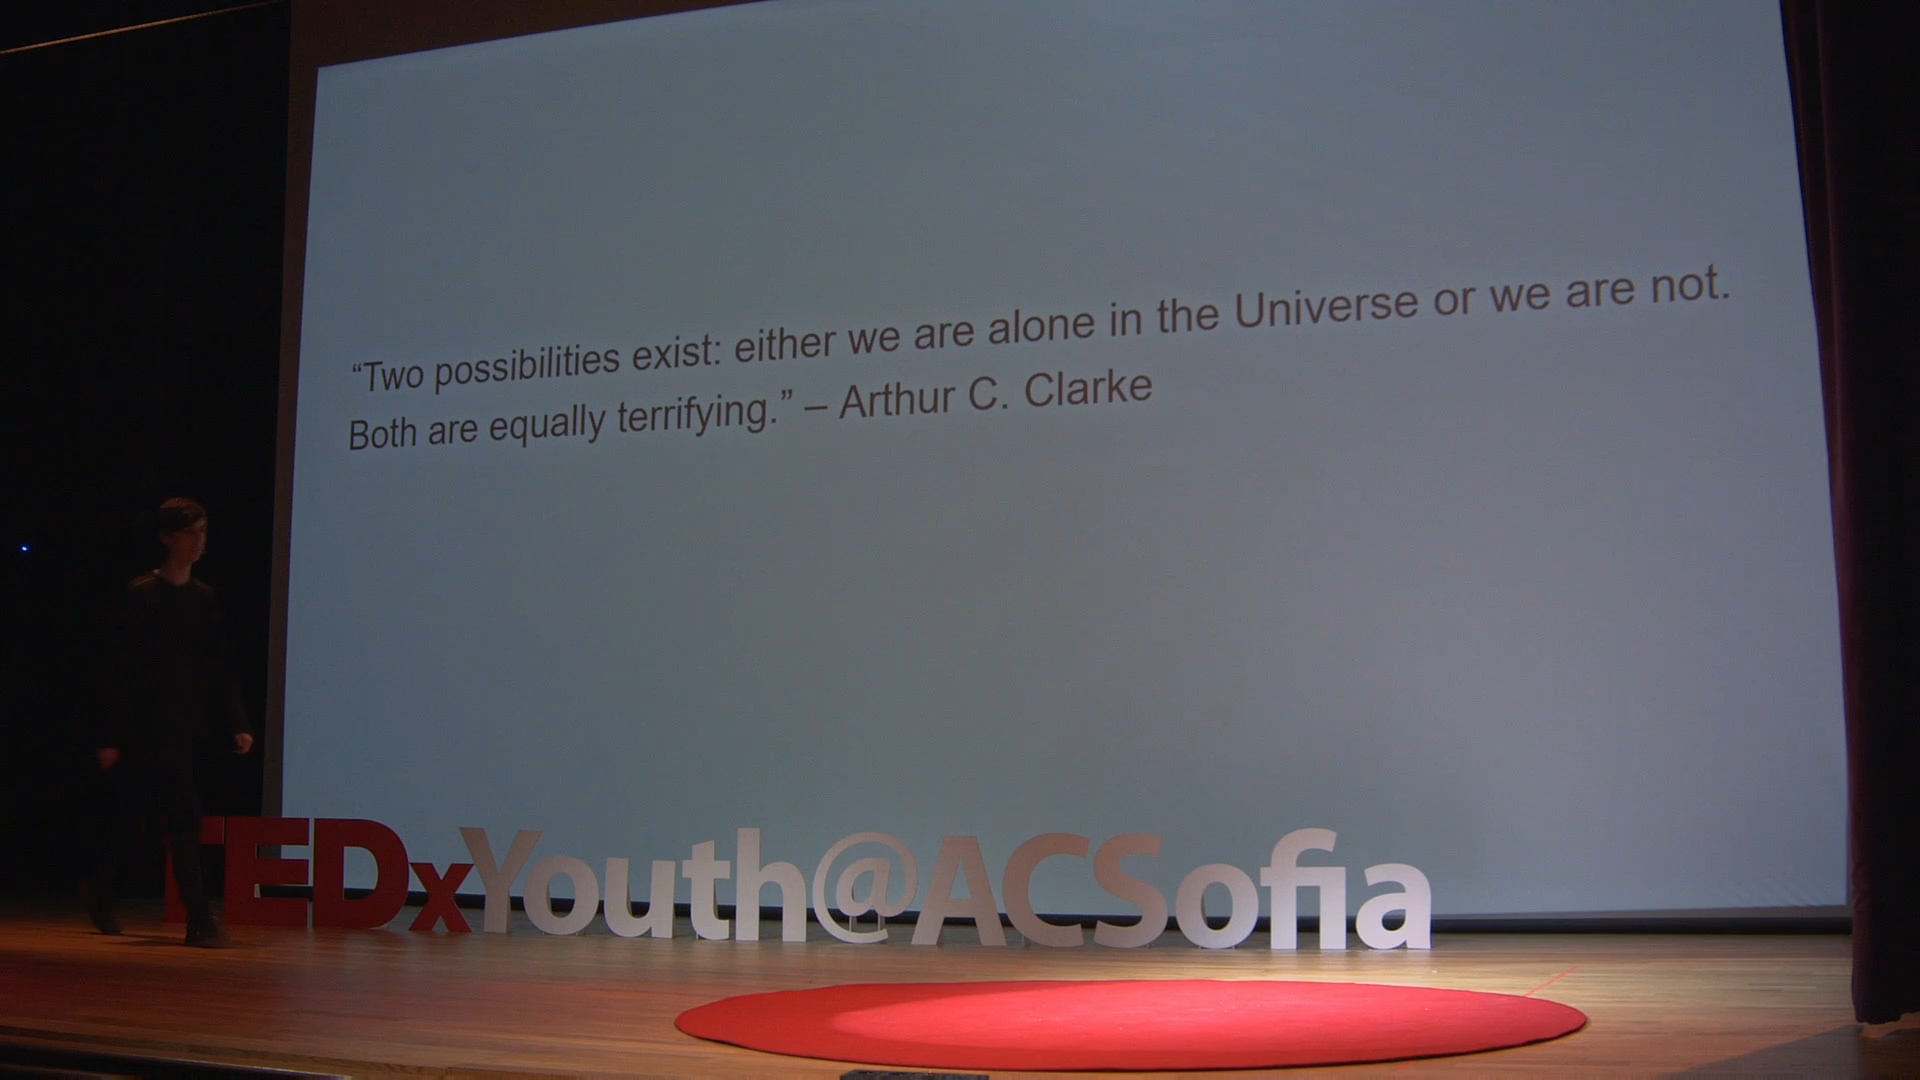 “Two possibilities exist: either we are alone in the Universe or we are not.
Both are equally terrifying.” – Arthur C. Clarke
TEDxYouth@ACSofia